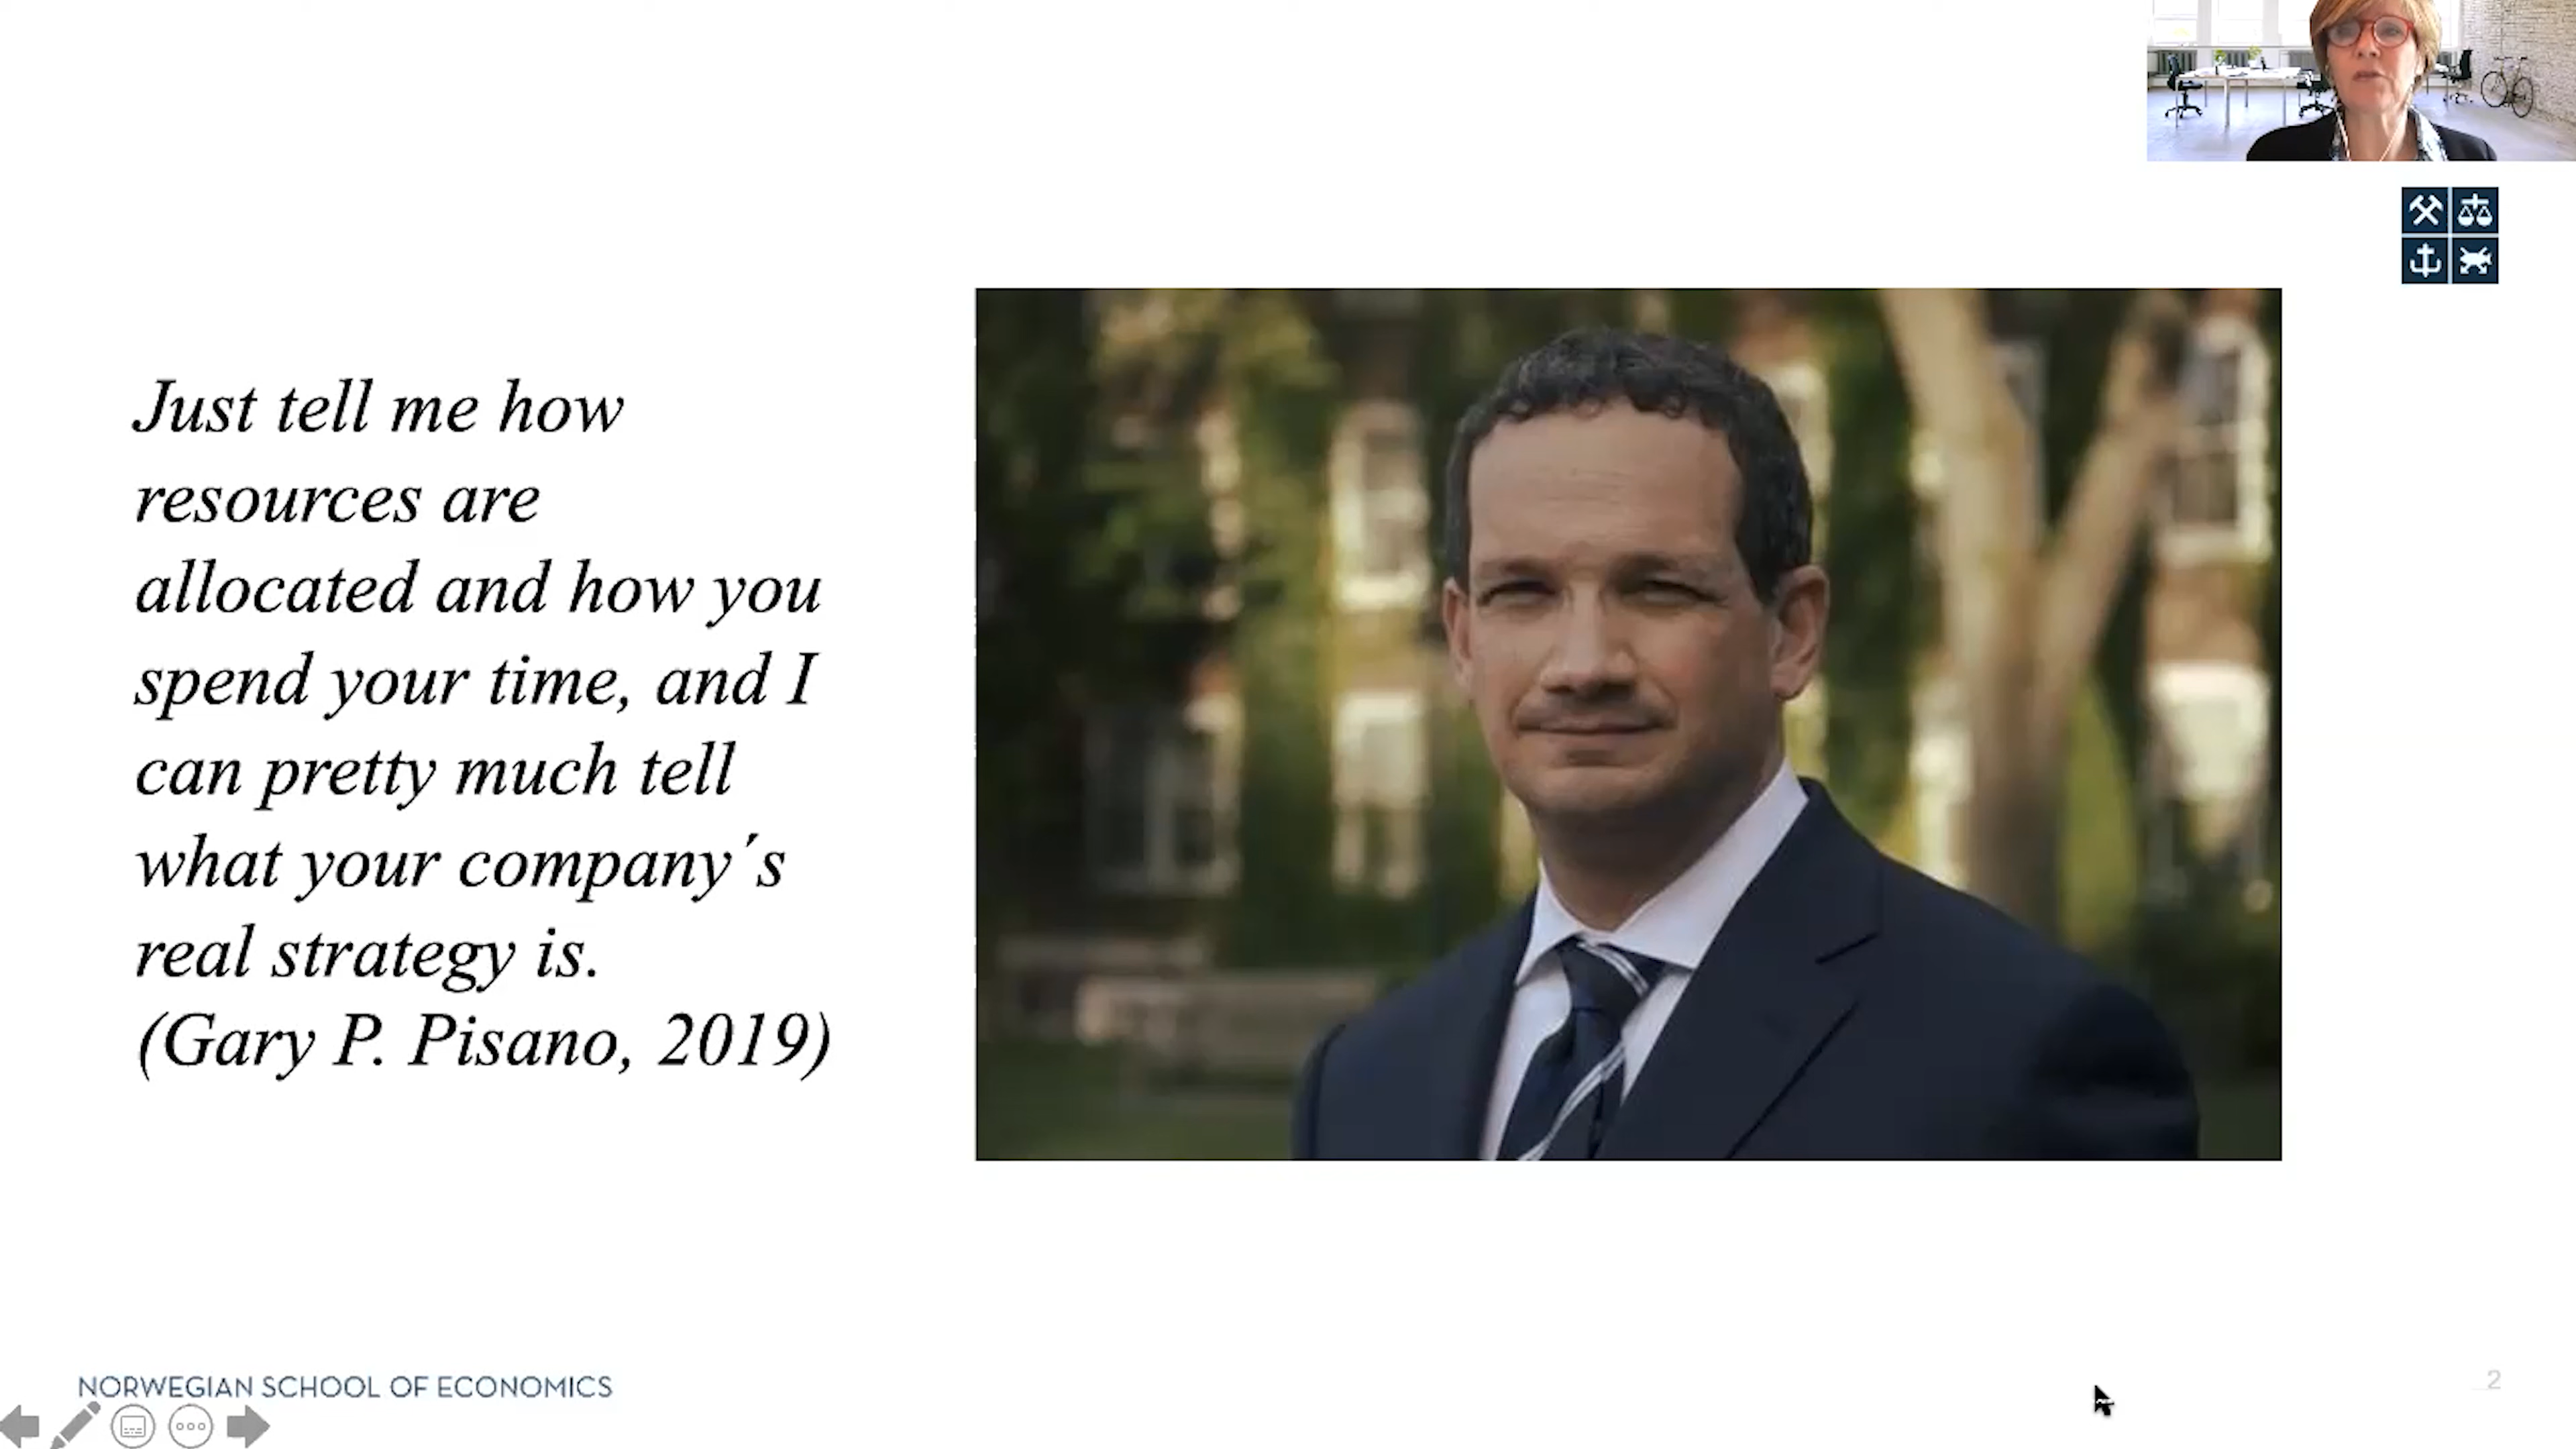 Just tell me how
resources are
allocated and how you
spend your time, and I
can pretty much tell
what your company´s
real strategy is.
(Gary P. Pisano, 2019)
NORWEGIAN SCHOOL OF ECONOMICS
2